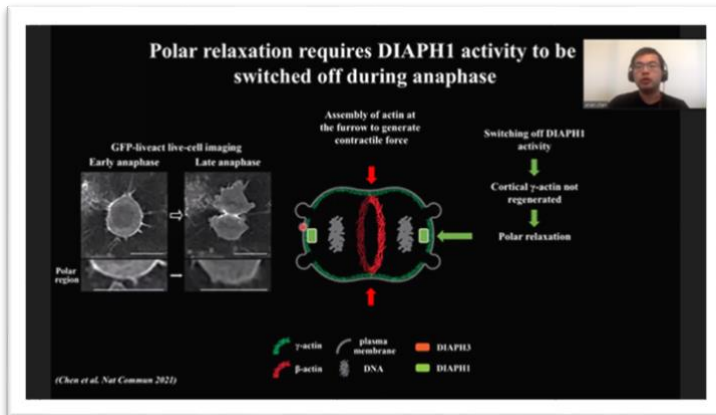 Polar relaxation requires DIAPH1 activity to be
switched off during anaphase
GFP-liveact live-cell imaging
Early anaphase
Late anaphase
Polar
region
Assembly of actin at
the furrow to generate
contractile force
Switching off DIAPH1
activity
Cortical γ-actin not
regenerated
Polar relaxation
γ-actin
plasma
membrane
DIAPH3
β-actin
DNA
DIAPH1
(Chen et al. Nat Commun 2021)